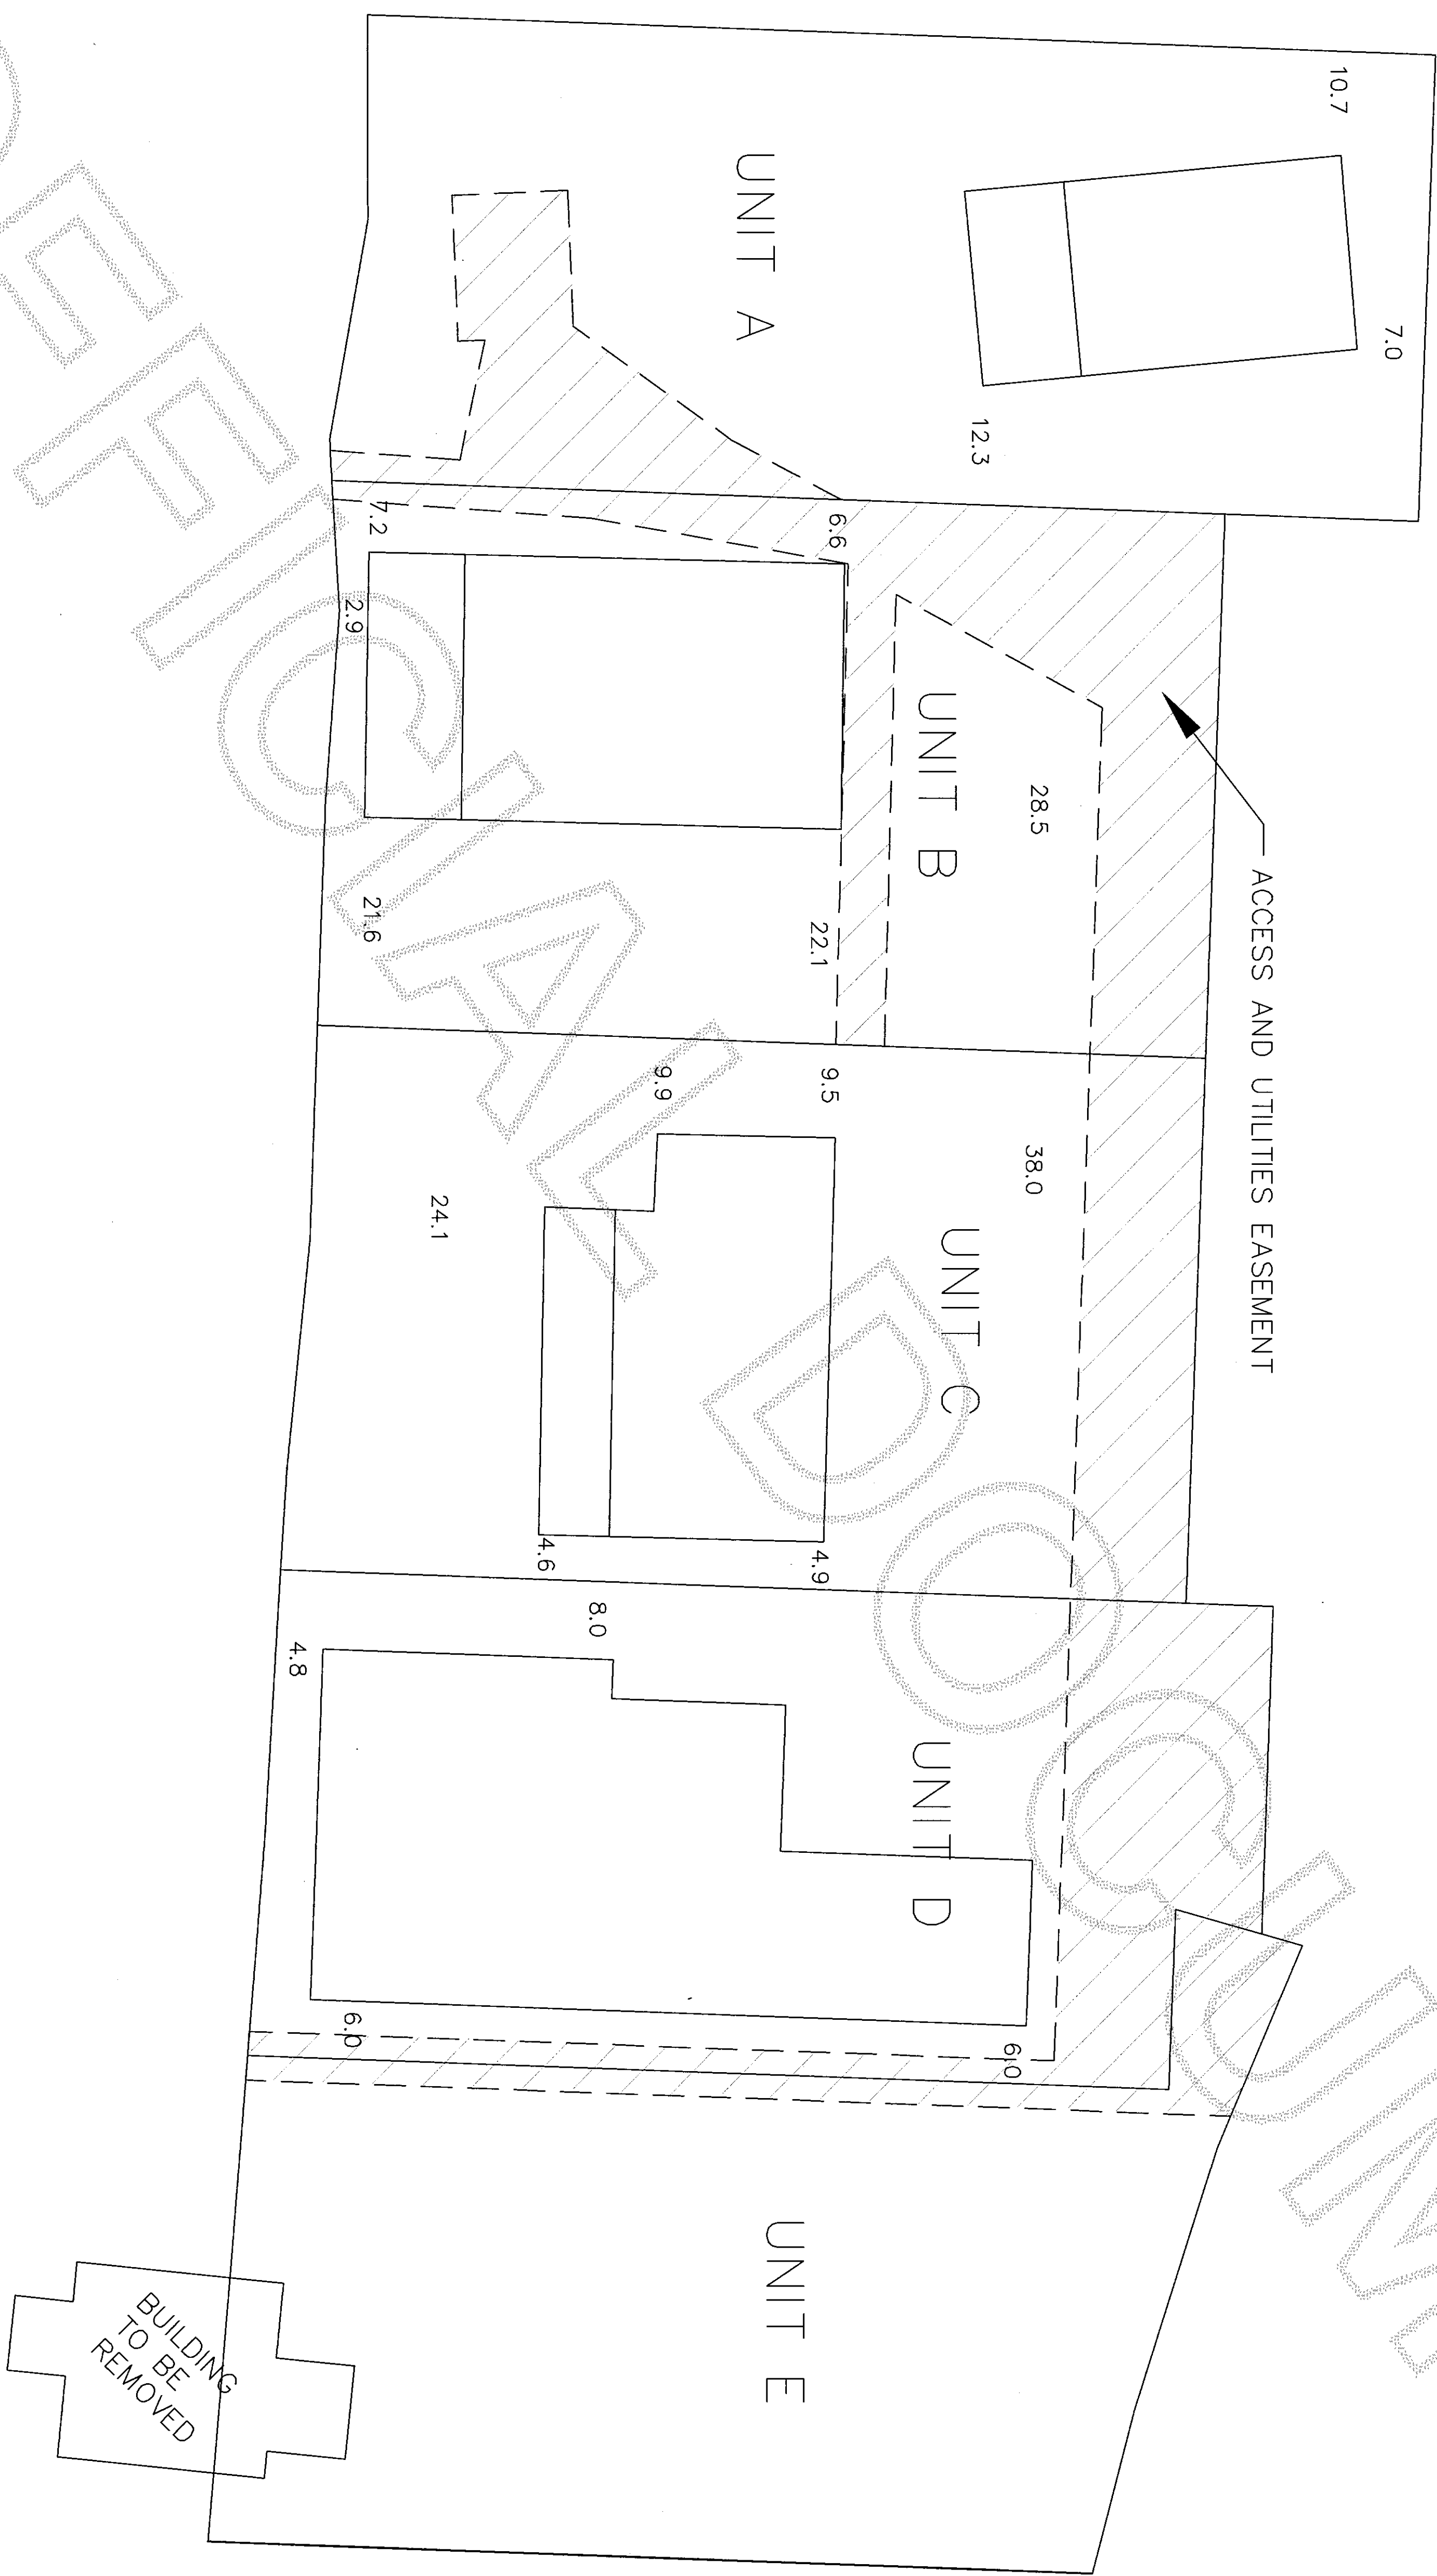 10.7
7.0
UNIT A
12.3
7.2
6.6
2.9
UNIT B
28.5
21.6
22.1
ACCESS AND UTILITIES EASEMENT
9.9
9.5
38.0
24.1
UNIT C
4.6
4.9
8.0
4.8
UNIT D
6.0
6.0
UNIT E
BUILDING
TO BE
REMOVED